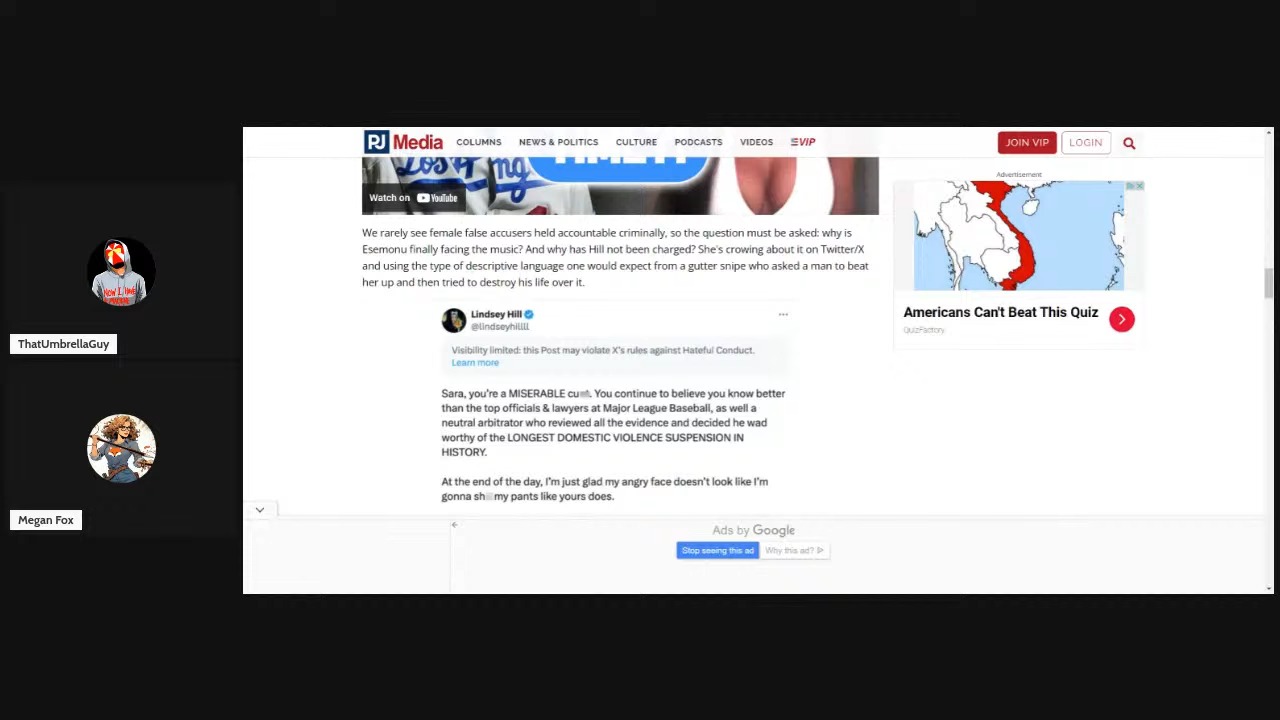 PJ Media
COLUMNS
NEWS & POLITICS
CULTURE
PODCASTS
VIDEOS
VIP
JOIN VIP
LOGIN
Watch on YouTube
Advertisement
We rarely see female false accusers held accountable criminally, so the question must be asked: why is
Esemonu finally facing the music? And why has Hill not been charged? She's crowing about it on Twitter/X
and using the type of descriptive language one would expect from a gutter snipe who asked a man to beat
her up and then tried to destroy his life over it.
Americans Can't Beat This Quiz
QuizFactory
Lindsey Hill
@lindseyhillll
Visibility limited: this Post may violate X's rules against Hateful Conduct.
Learn more
Sara, you're a MISERABLE cu. You continue to believe you know better
than the top officials & lawyers at Major League Baseball, as well a
neutral arbitrator who reviewed all the evidence and decided he wad
worthy of the LONGEST DOMESTIC VIOLENCE SUSPENSION IN
HISTORY.
At the end of the day, I'm just glad my angry face doesn't look like I'm
gonna sh my pants like yours does.
Ads by Google
Stop seeing this ad
Why this ad?
ThatUmbrellaGuy
Megan Fox